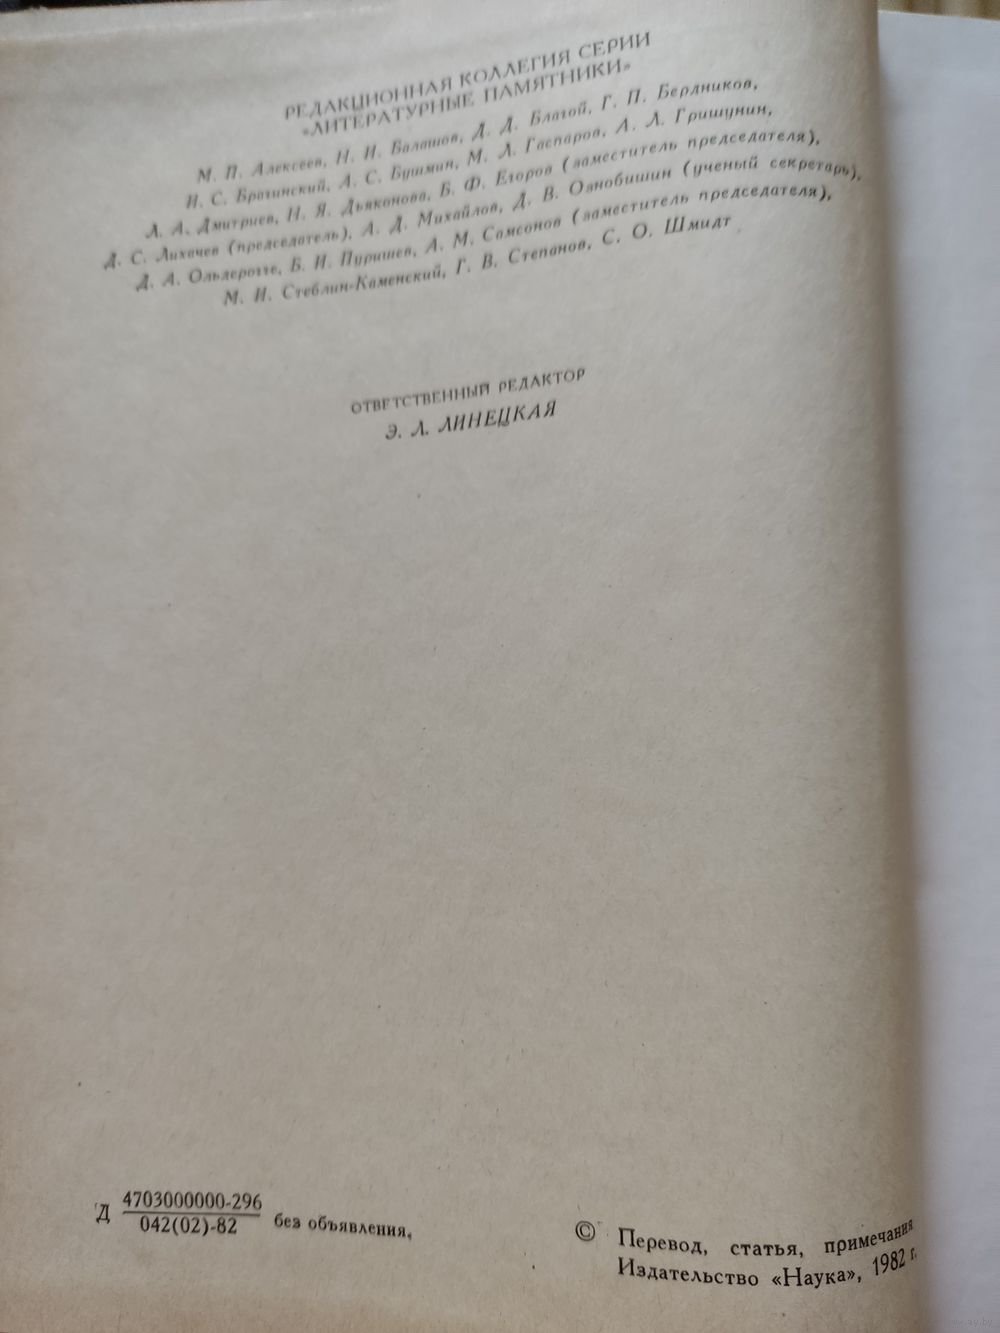 РЕДАКЦИОННАЯ КОЛЛЕГИЯ СЕРИИ
«ЛИТЕРАТУРНЫЕ ПАМЯТНИКИ»
М. П. Алексеев, Н. И. Балашов, Д. Д. Благой, Г. П. Бердников,
И. С. Брагинский, А. С. Бушмин, М. Л. Гаспаров, А. Л. Гришунин,
Л. А. Дмитриев, Н. Я. Дьяконова, Б. Ф. Егоров (заместитель председателя),
Д. С. Лихачев (председатель), А. Д. Михайлов, Д. В. Ознобишин (ученый секретарь),
Д. А. Ольдерогге, Б. И. Пуришев, А. М. Самсонов (заместитель председателя),
М. И. Стеблин-Каменский, Г. В. Степанов, С. О. Шмидт
ОТВЕТСТВЕННЫЙ РЕДАКТОР
Э. Л. ЛИНЕЦКАЯ
Д 4703000000-296
042(02)-82 без объявления,
© Перевод, статья, примечания
Издательство «Наука», 1982 г.